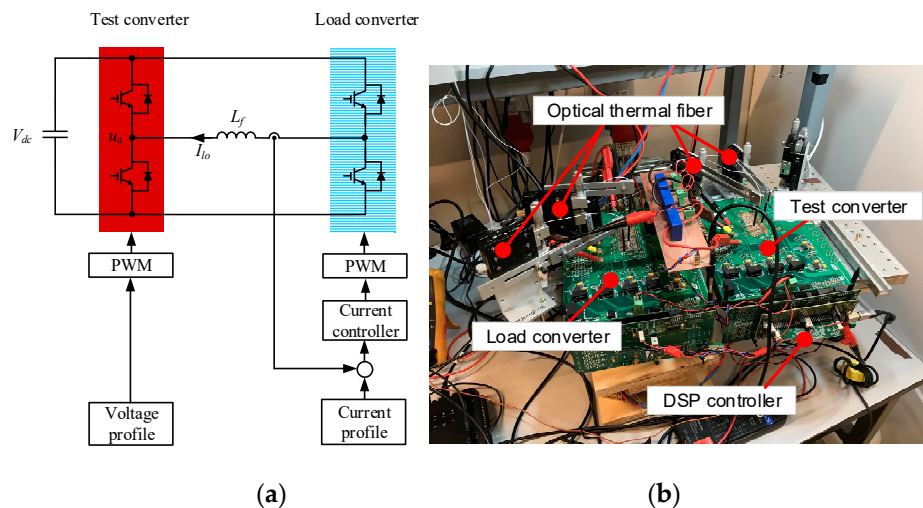 Test converter
Load converter
V_dc
u_a
L_f
I_lo
PWM
PWM
Current
controller
Voltage
profile
Current
profile
(a)
Optical thermal fiber
Test converter
Load converter
DSP controller
(b)